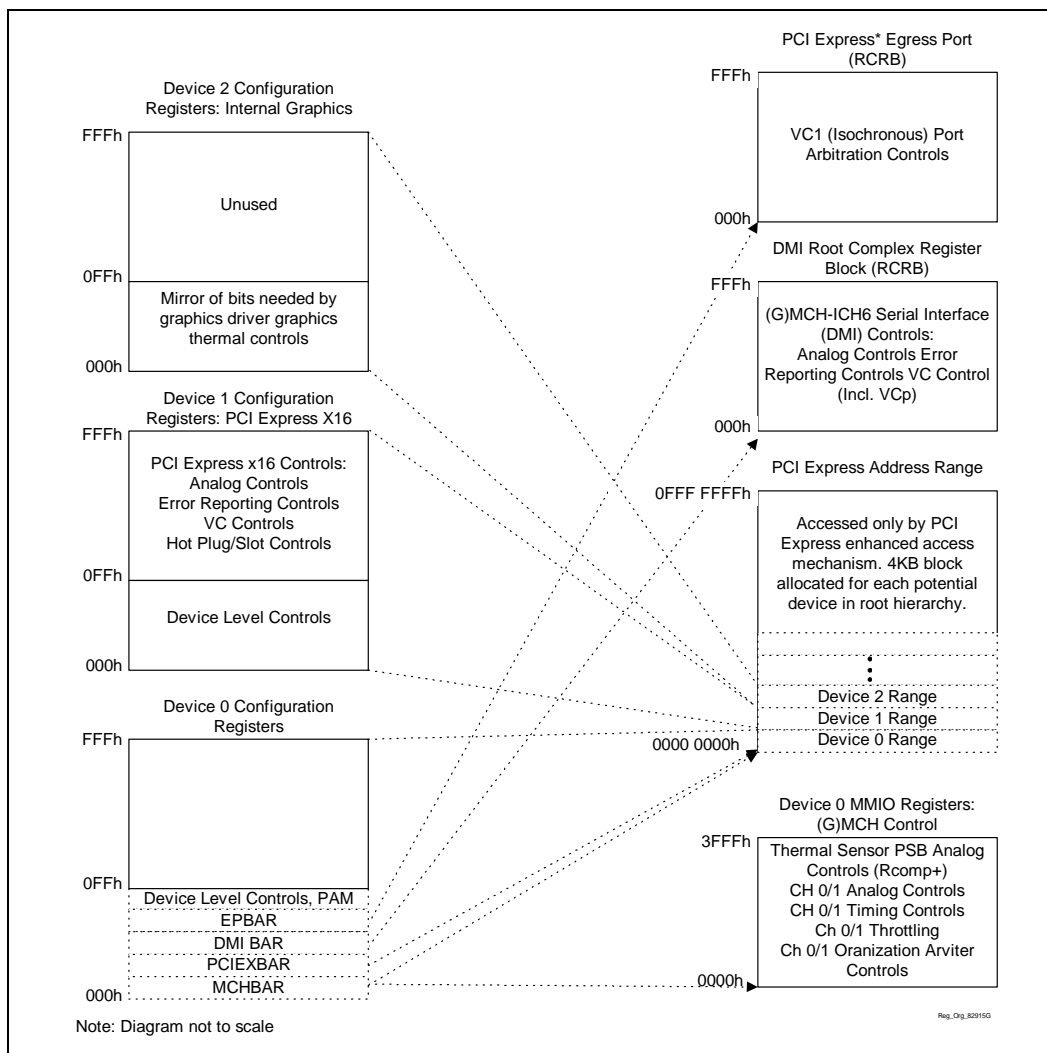 Device 2 Configuration
Registers: Internal Graphics
FFFh
Unused
0FFh
Mirror of bits needed by
graphics driver graphics
thermal controls
000h
Device 1 Configuration
Registers: PCI Express X16
FFFh
PCI Express x16 Controls:
Analog Controls
Error Reporting Controls
VC Controls
Hot Plug/Slot Controls
0FFh
Device Level Controls
000h
Device 0 Configuration
Registers
FFFh
0FFh
Device Level Controls, PAM
EPBAR
DMI BAR
PCIEXBAR
MCHBAR
000h
Note: Diagram not to scale
PCI Express* Egress Port
(RCRB)
FFFh
VC1 (Isochronous) Port
Arbitration Controls
000h
DMI Root Complex Register
Block (RCRB)
FFFh
(G)MCH-ICH6 Serial Interface
(DMI) Controls:
Analog Controls Error
Reporting Controls VC Control
(Incl. VCp)
000h
PCI Express Address Range
0FFF FFFFh
Accessed only by PCI
Express enhanced access
mechanism. 4KB block
allocated for each potential
device in root hierarchy.
Device 2 Range
Device 1 Range
Device 0 Range
0000 0000h
Device 0 MMIO Registers:
(G)MCH Control
3FFFh
Thermal Sensor PSB Analog
Controls (Rcomp+)
CH 0/1 Analog Controls
CH 0/1 Timing Controls
Ch 0/1 Throttling
Ch 0/1 Oranization Arviter
Controls
0000h
Reg_Org_82915G